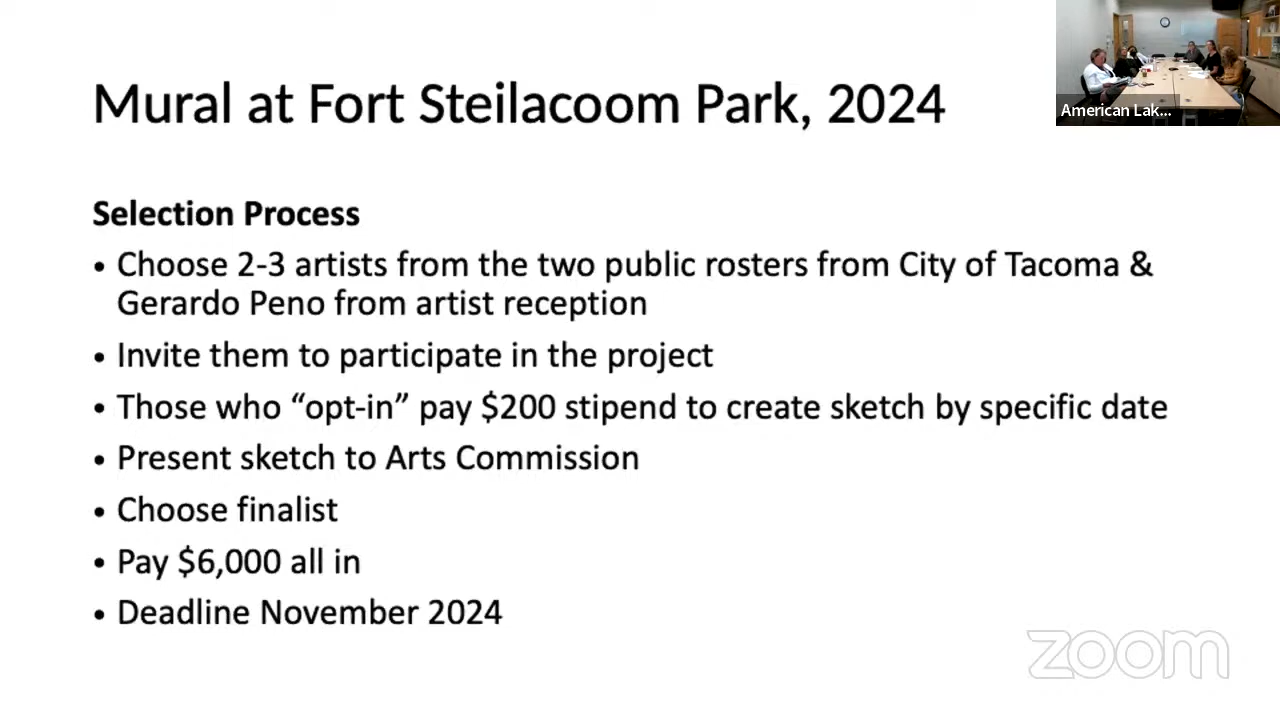 Mural at Fort Steilacoom Park, 2024
American Lak...
Selection Process
• Choose 2-3 artists from the two public rosters from City of Tacoma &
Gerardo Peno from artist reception
• Invite them to participate in the project
• Those who “opt-in” pay $200 stipend to create sketch by specific date
• Present sketch to Arts Commission
• Choose finalist
• Pay $6,000 all in
• Deadline November 2024
zoom